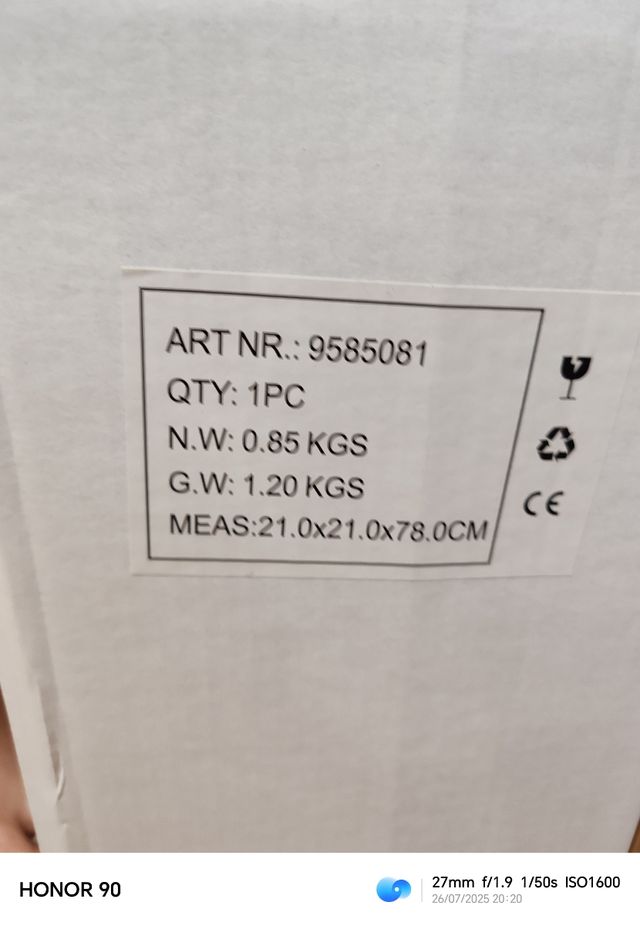 ART NR.: 9585081
QTY: 1PC
N.W: 0.85 KGS
G.W: 1.20 KGS
MEAS:21.0x21.0x78.0CM
CE
HONOR 90
27mm f/1.9 1/50s ISO1600
26/07/2025 20:20